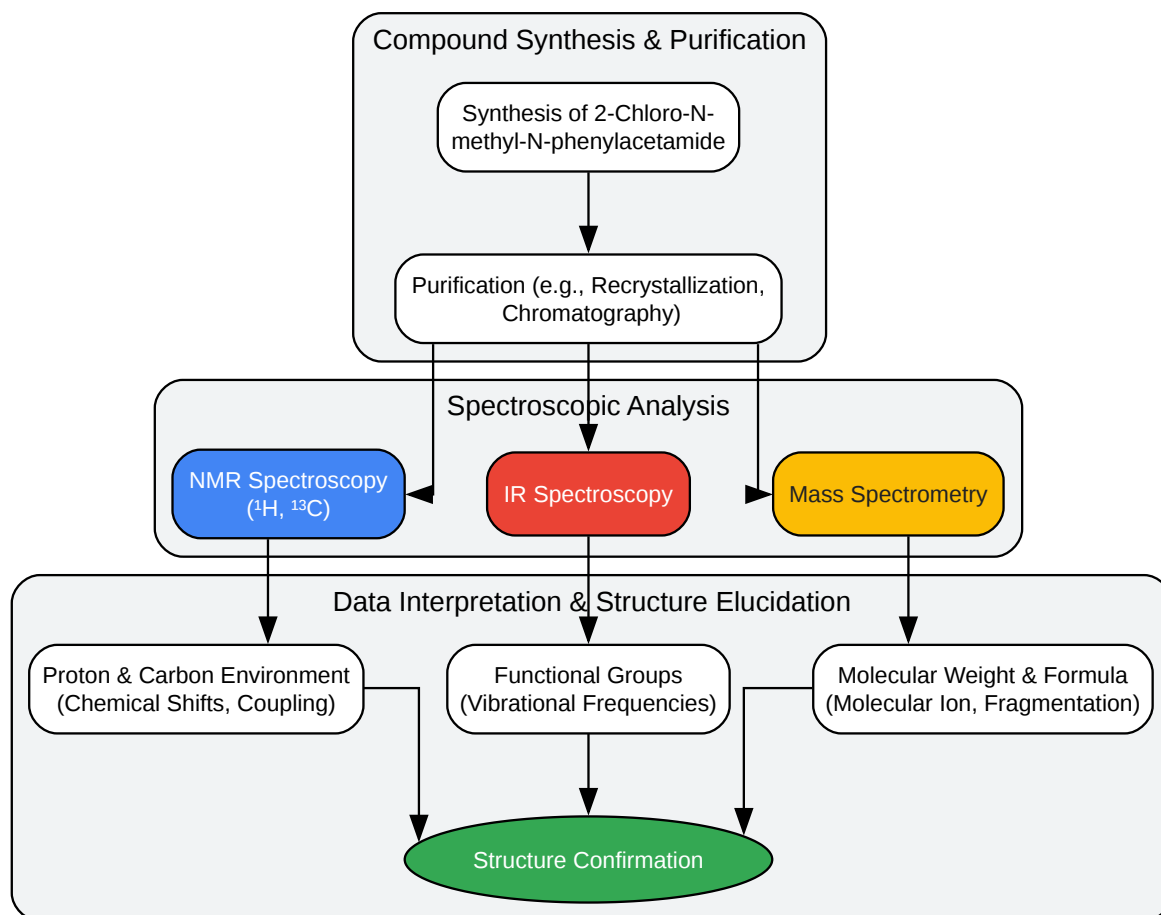 Compound Synthesis & Purification
Synthesis of 2-Chloro-N-
methyl-N-phenylacetamide
Purification (e.g., Recrystallization,
Chromatography)
Spectroscopic Analysis
NMR Spectroscopy
(¹H, ¹³C)
IR Spectroscopy
Mass Spectrometry
Data Interpretation & Structure Elucidation
Proton & Carbon Environment
(Chemical Shifts, Coupling)
Functional Groups
(Vibrational Frequencies)
Molecular Weight & Formula
(Molecular Ion, Fragmentation)
Structure Confirmation